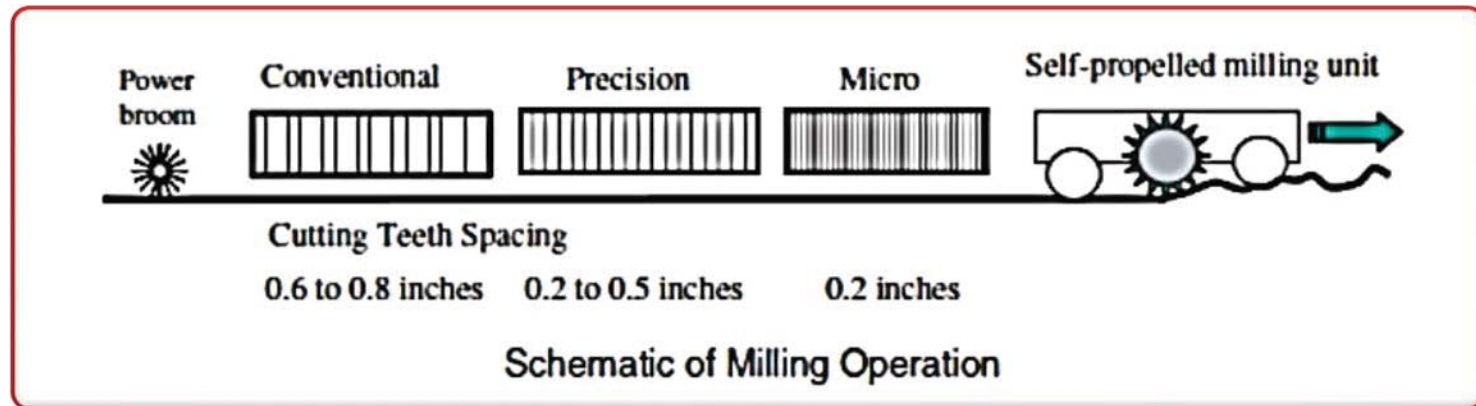 Power
broom
Conventional
Precision
Micro
Self-propelled milling unit
Cutting Teeth Spacing
0.6 to 0.8 inches
0.2 to 0.5 inches
0.2 inches
Schematic of Milling Operation